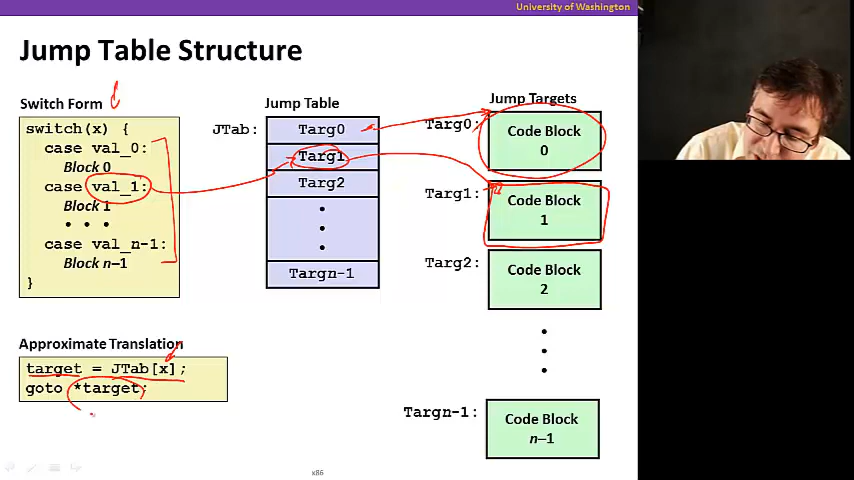 University of Washington
Jump Table Structure
Switch Form
switch(x) {
case val_0:
Block 0
case val_1:
Block 1
• • •
case val_n-1:
Block n–1
}
Jump Table
JTab:
Targ0
Targ1
Targ2
•
•
•
Targn-1
Jump Targets
Targ0:
Code Block
0
Targ1:
Code Block
1
Targ2:
Code Block
2
•
•
•
Targn-1:
Code Block
n–1
Approximate Translation
target = JTab[x];
goto *target;
x86